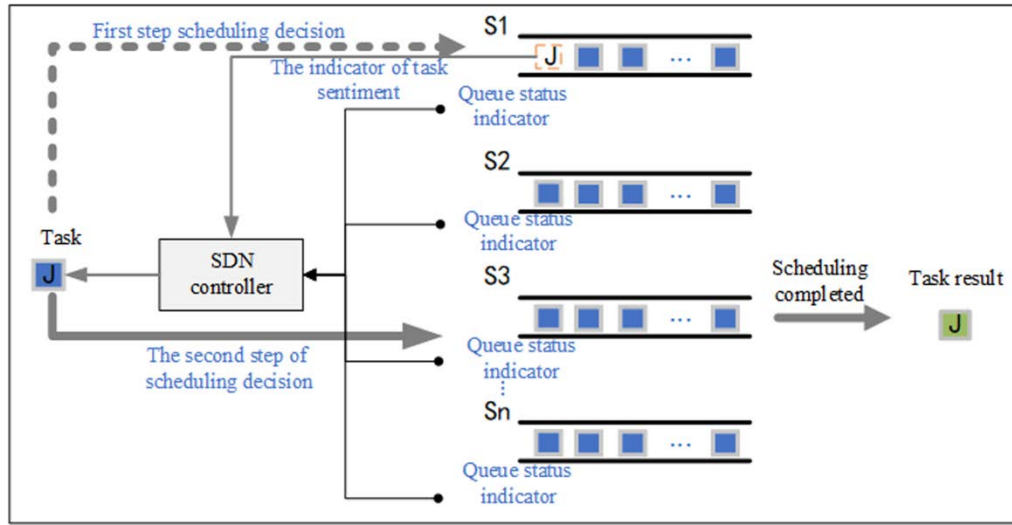 First step scheduling decision
S1
J
...
The indicator of task
sentiment
Queue status
indicator
S2
...
Queue status
indicator
Task
J
SDN
controller
S3
...
Scheduling
completed
Task result
J
The second step of
scheduling decision
Queue status
indicator
Sn
...
Queue status
indicator